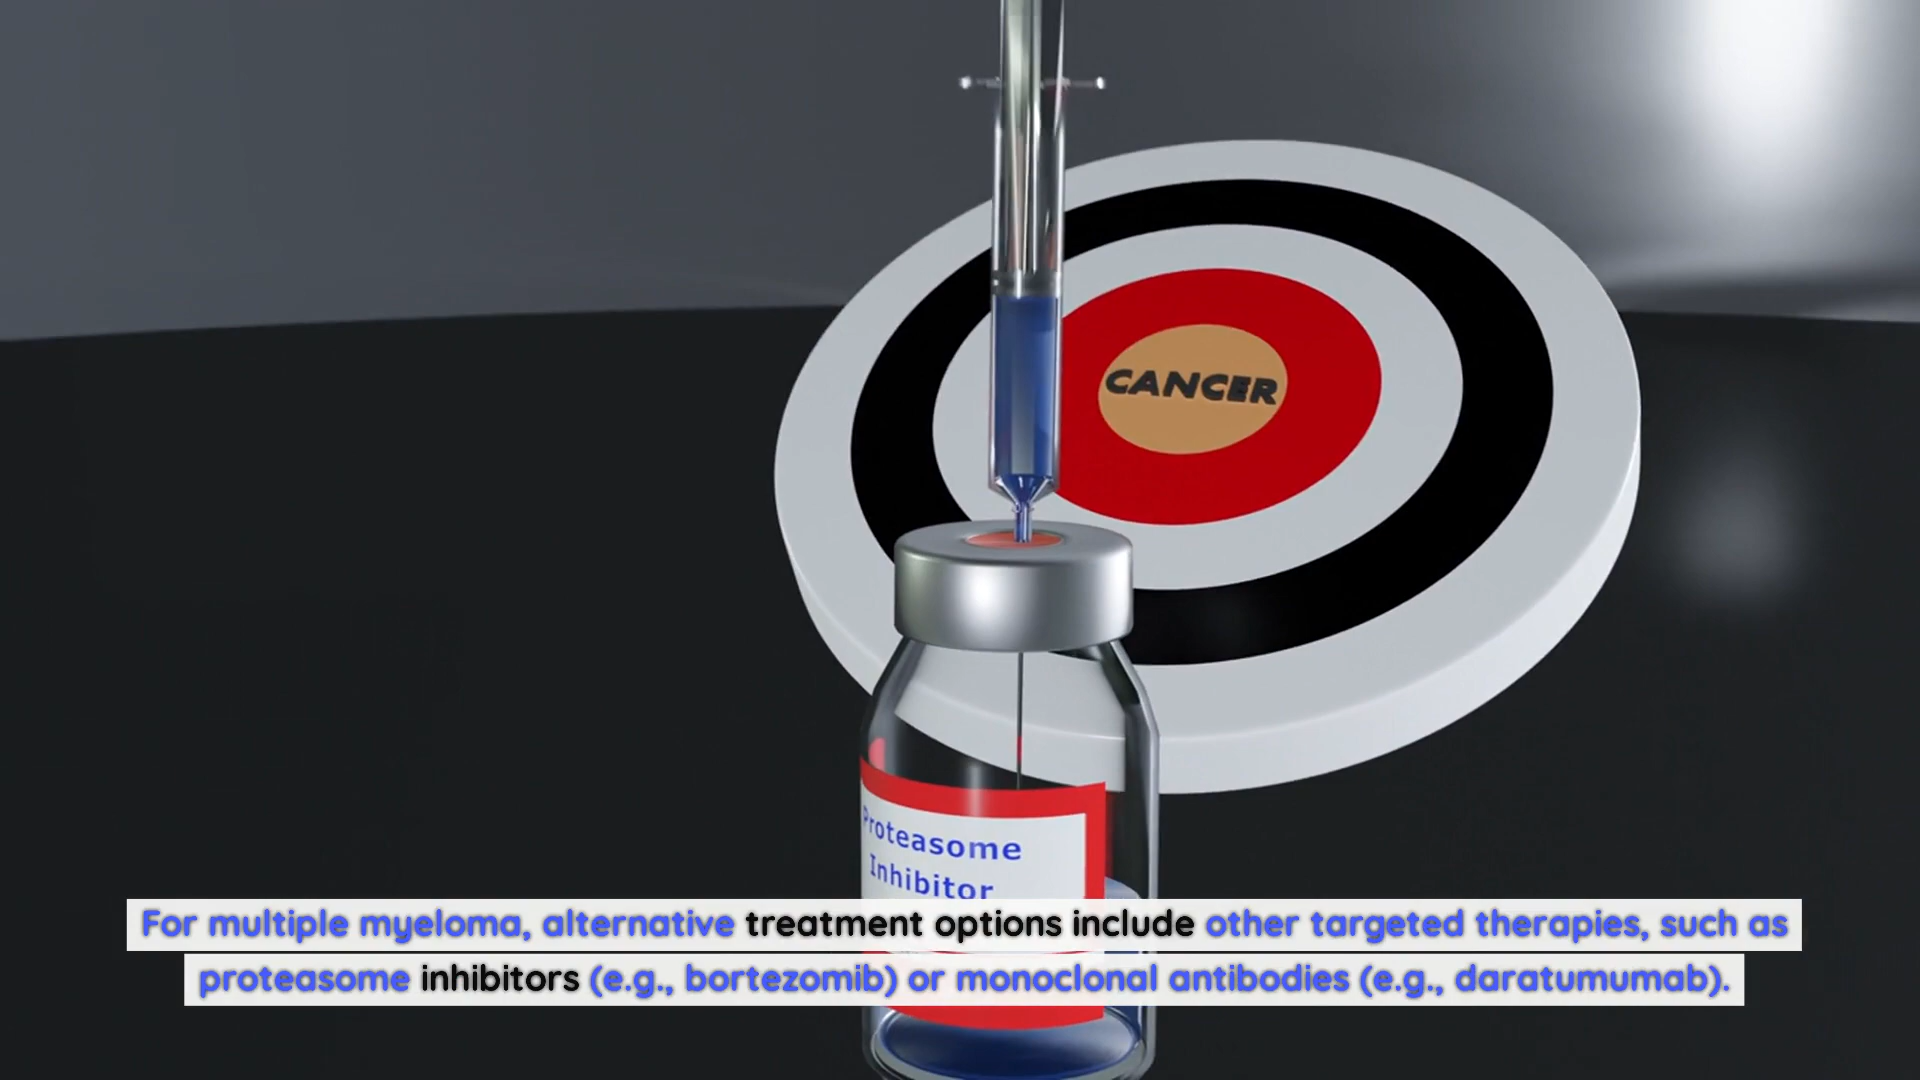 CANCER
Proteasome
Inhibitor
For multiple myeloma, alternative treatment options include other targeted therapies, such as
proteasome inhibitors (e.g., bortezomib) or monoclonal antibodies (e.g., daratumumab).